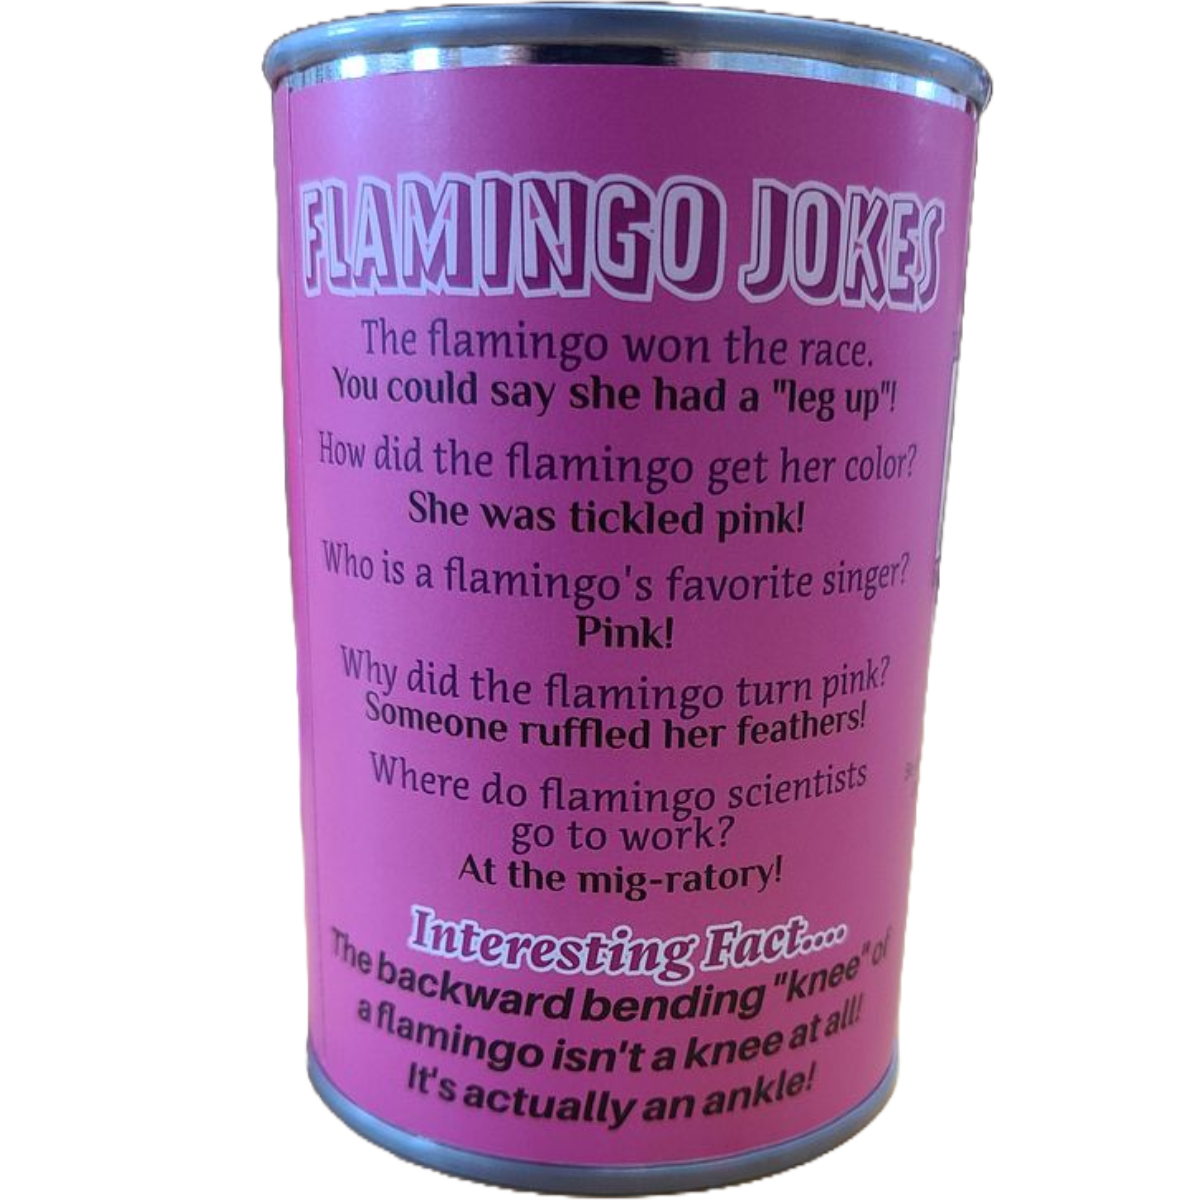 FLAMINGO JOKES
The flamingo won the race.
You could say she had a "leg up"!
How did the flamingo get her color?
She was tickled pink!
Who is a flamingo's favorite singer?
Pink!
Why did the flamingo turn pink?
Someone ruffled her feathers!
Where do flamingo scientists
go to work?
At the mig-ratory!
Interesting Fact....
The backward bending "knee" of
a flamingo isn't a knee at all!
It's actually an ankle!